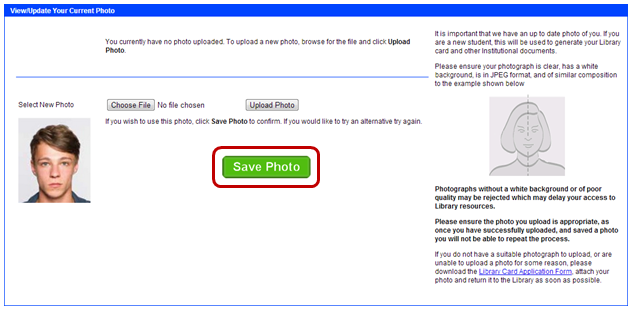 View/Update Your Current Photo
You currently have no photo uploaded. To upload a new photo, browse for the file and click Upload
Photo.
Select New Photo
Choose File No file chosen Upload Photo
If you wish to use this photo, click Save Photo to confirm. If you would like to try an alternative try again.
Save Photo
It is important that we have an up to date photo of you. If you
are a new student, this will be used to generate your Library
card and other Institutional documents.
Please ensure your photograph is clear, has a white
background, is in JPEG format, and of similar composition
to the example shown below
Photographs without a white background or of poor
quality may be rejected which may delay your access to
Library resources.
Please ensure the photo you upload is appropriate, as
once you have successfully uploaded, and saved a photo
you will not be able to repeat the process.
If you do not have a suitable photograph to upload, or are
unable to upload a photo for some reason, please
download the Library Card Application Form, attach your
photo and return it to the Library as soon as possible.